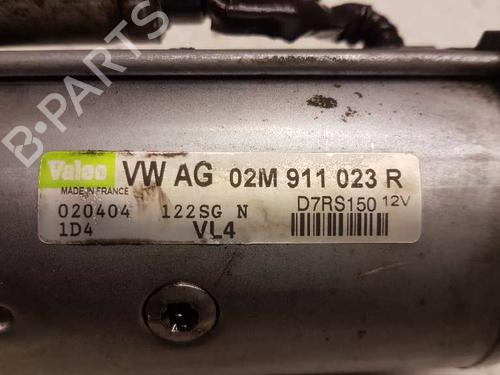 B-PARTS
Valeo VW AG 02M 911 023 R
MADE IN FRANCE
020404 122SG N D7RS150 12V
1D4 VL4